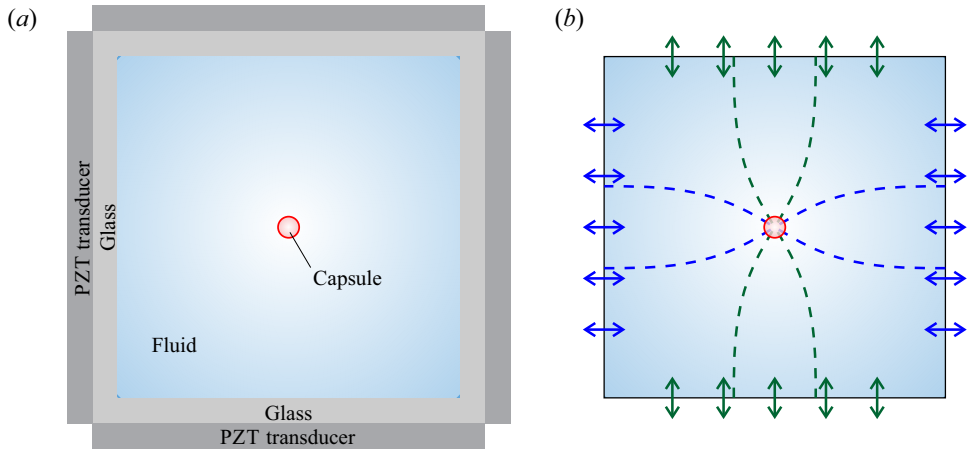 (a)
(b)
PZT transducer
Glass
Capsule
Fluid
Glass
PZT transducer